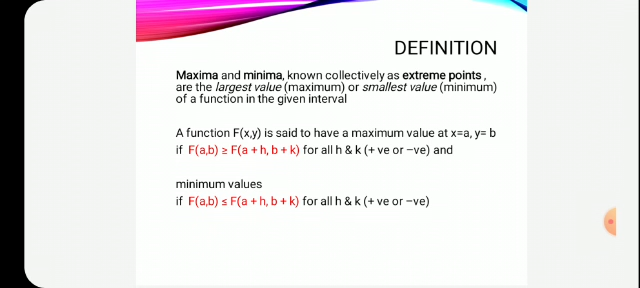 DEFINITION
Maxima and minima, known collectively as extreme points ,
are the largest value (maximum) or smallest value (minimum)
of a function in the given interval
A function F(x,y) is said to have a maximum value at x=a, y= b
if F(a,b) ≥ F(a + h, b + k) for all h & k (+ ve or –ve) and
minimum values
if F(a,b) ≤ F(a + h, b + k) for all h & k (+ ve or –ve)